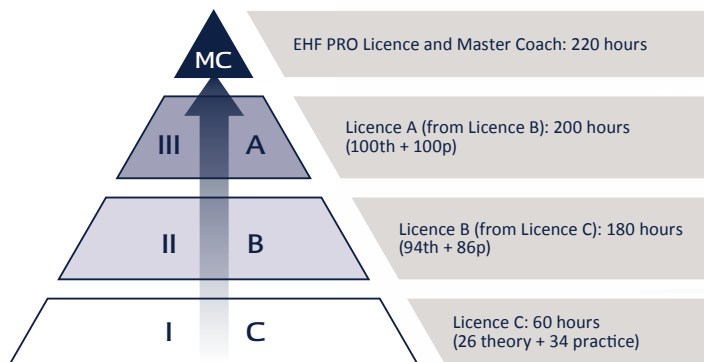 MC
EHF PRO Licence and Master Coach: 220 hours
III A
Licence A (from Licence B): 200 hours
(100th + 100p)
II B
Licence B (from Licence C): 180 hours
(94th + 86p)
I C
Licence C: 60 hours
(26 theory + 34 practice)